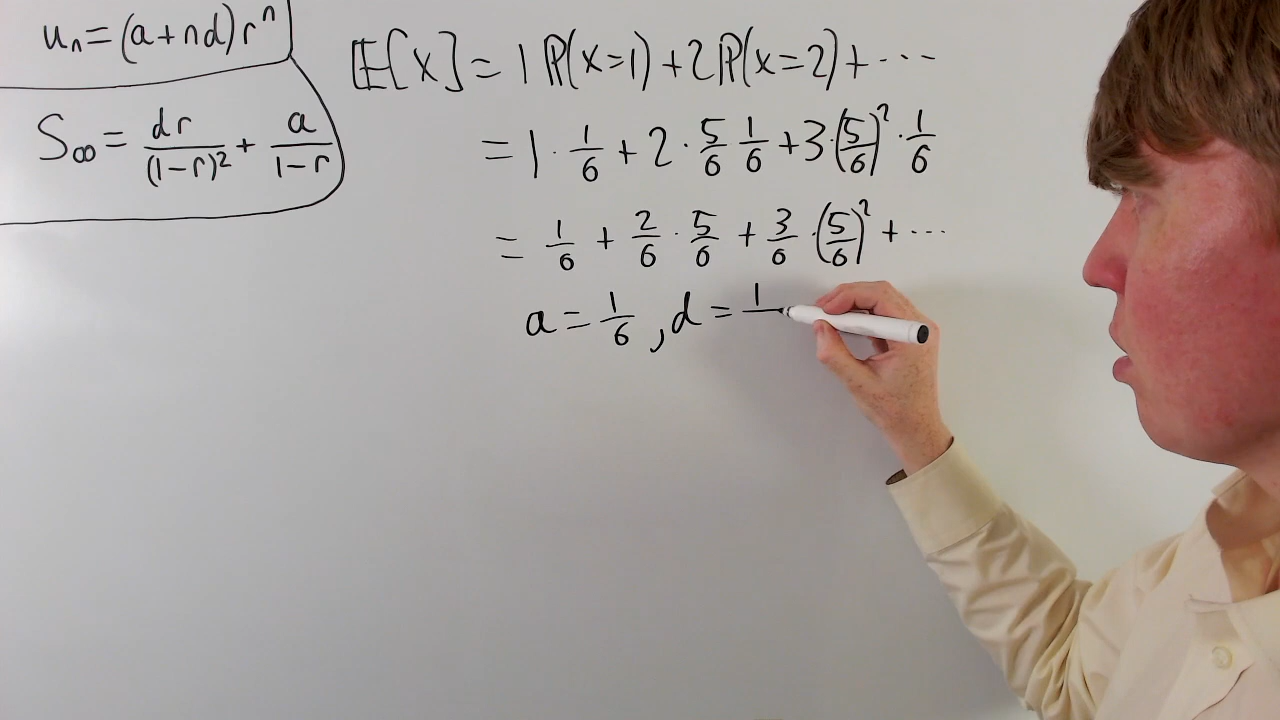 uₙ = (a + nd) rⁿ
S∞ = dr/(1-r)² + a/(1-r)
𝔼[X] = 1 ℙ(X=1) + 2 ℙ(X=2) + ⋯
= 1 · 1/6 + 2 · 5/6 1/6 + 3 · (5/6)² · 1/6
= 1/6 + 2/6 · 5/6 + 3/6 · (5/6)² + ⋯
a = 1/6 , d = 1/